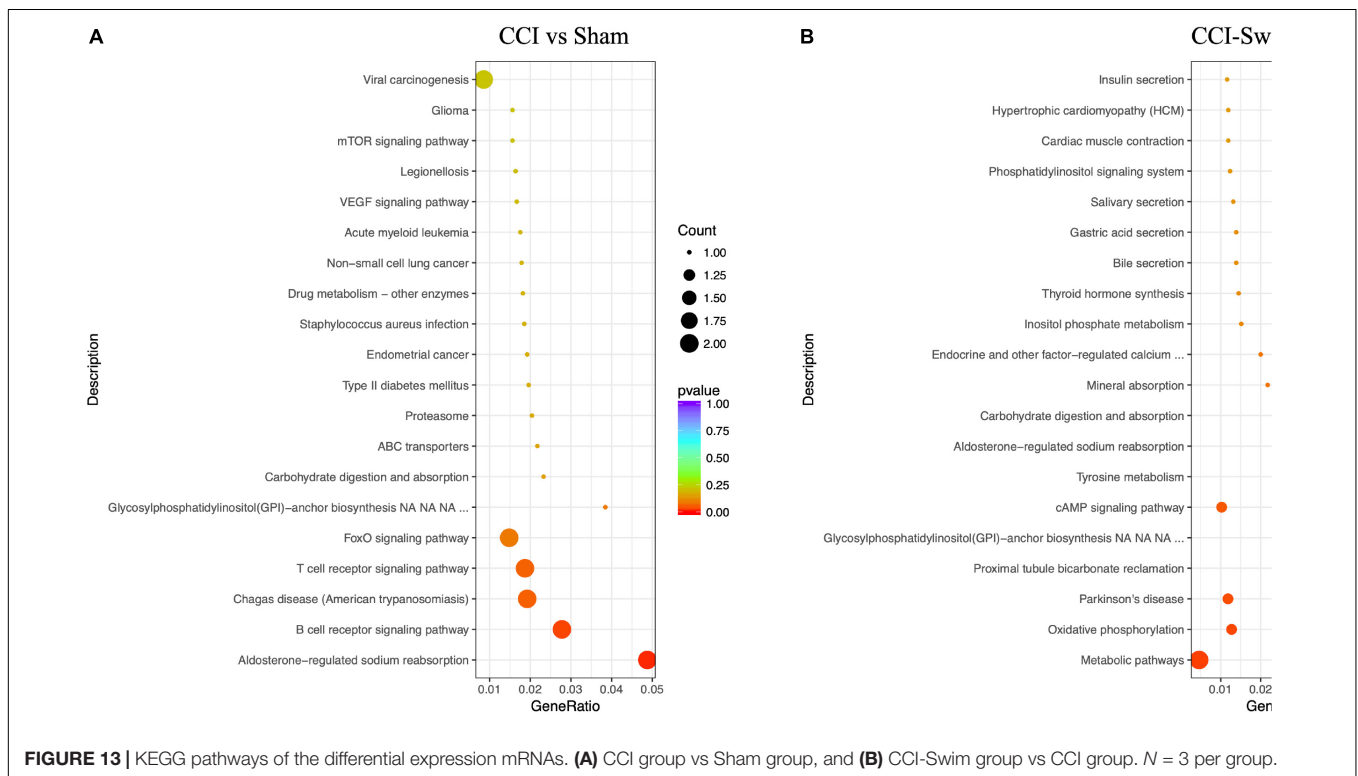 A
CCI vs Sham
Viral carcinogenesis
Glioma
mTOR signaling pathway
Legionellosis
VEGF signaling pathway
Acute myeloid leukemia
Non−small cell lung cancer
Drug metabolism − other enzymes
Staphylococcus aureus infection
Endometrial cancer
Type II diabetes mellitus
Proteasome
ABC transporters
Carbohydrate digestion and absorption
Glycosylphosphatidylinositol(GPI)−anchor biosynthesis NA NA NA ...
FoxO signaling pathway
T cell receptor signaling pathway
Chagas disease (American trypanosomiasis)
B cell receptor signaling pathway
Aldosterone−regulated sodium reabsorption
Description
0.01 0.02 0.03 0.04 0.05
GeneRatio
Count
1.00
1.25
1.50
1.75
2.00
pvalue
1.00
0.75
0.50
0.25
0.00
B
CCI-Sw
Insulin secretion
Hypertrophic cardiomyopathy (HCM)
Cardiac muscle contraction
Phosphatidylinositol signaling system
Salivary secretion
Gastric acid secretion
Bile secretion
Thyroid hormone synthesis
Inositol phosphate metabolism
Endocrine and other factor−regulated calcium ...
Mineral absorption
Carbohydrate digestion and absorption
Aldosterone−regulated sodium reabsorption
Tyrosine metabolism
cAMP signaling pathway
Glycosylphosphatidylinositol(GPI)−anchor biosynthesis NA NA NA ...
Proximal tubule bicarbonate reclamation
Parkinson's disease
Oxidative phosphorylation
Metabolic pathways
Description
0.01 0.02
Gen
FIGURE 13 | KEGG pathways of the differential expression mRNAs. (A) CCI group vs Sham group, and (B) CCI-Swim group vs CCI group. N = 3 per group.